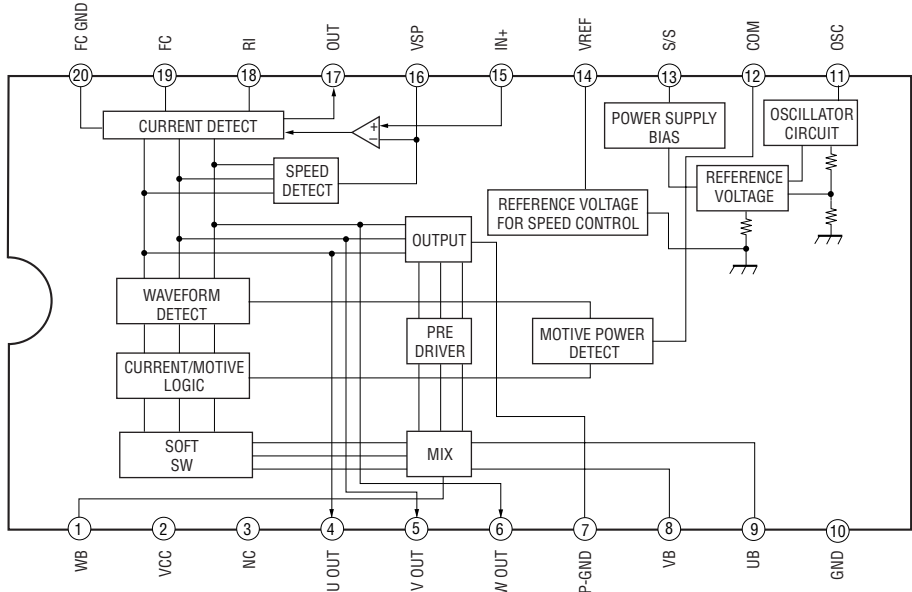 FC GND
FC
RI
OUT
VSP
IN+
VREF
S/S
COM
OSC
20
19
18
17
16
15
14
13
12
11
CURRENT DETECT
+
−
POWER SUPPLY
BIAS
OSCILLATOR
CIRCUIT
SPEED
DETECT
REFERENCE
VOLTAGE
REFERENCE VOLTAGE
FOR SPEED CONTROL
OUTPUT
WAVEFORM
DETECT
PRE
DRIVER
MOTIVE POWER
DETECT
CURRENT/MOTIVE
LOGIC
SOFT
SW
MIX
1
2
3
4
5
6
7
8
9
10
WB
VCC
NC
U OUT
V OUT
W OUT
P-GND
VB
UB
GND